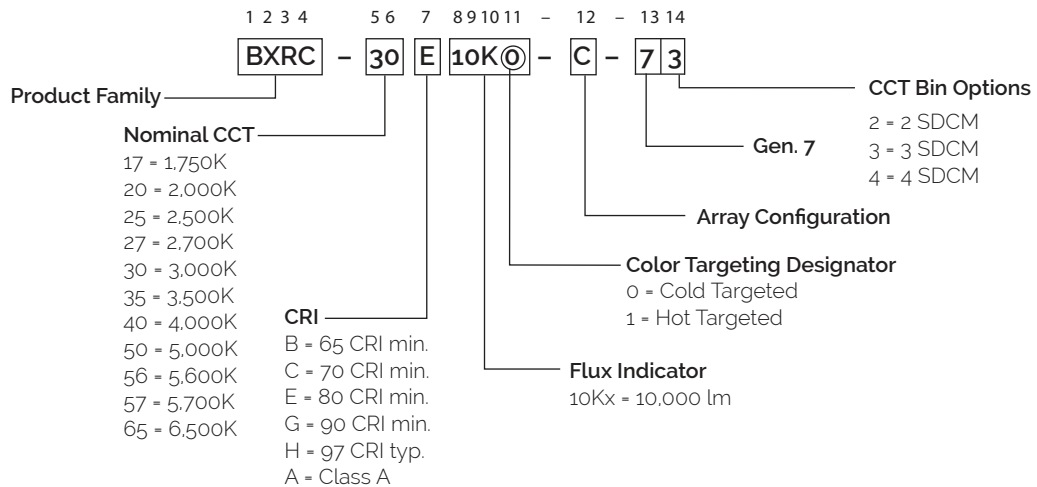 1 2 3 4 5 6 7 8 9 10 11 – 12 – 13 14
BXRC – 30 E 10K0 – C – 7 3
Product Family
Nominal CCT
17 = 1,750K
20 = 2,000K
25 = 2,500K
27 = 2,700K
30 = 3,000K
35 = 3,500K
40 = 4,000K
50 = 5,000K
56 = 5,600K
57 = 5,700K
65 = 6,500K
CRI
B = 65 CRI min.
C = 70 CRI min.
E = 80 CRI min.
G = 90 CRI min.
H = 97 CRI typ.
A = Class A
Flux Indicator
10Kx = 10,000 lm
Color Targeting Designator
0 = Cold Targeted
1 = Hot Targeted
Array Configuration
Gen. 7
CCT Bin Options
2 = 2 SDCM
3 = 3 SDCM
4 = 4 SDCM